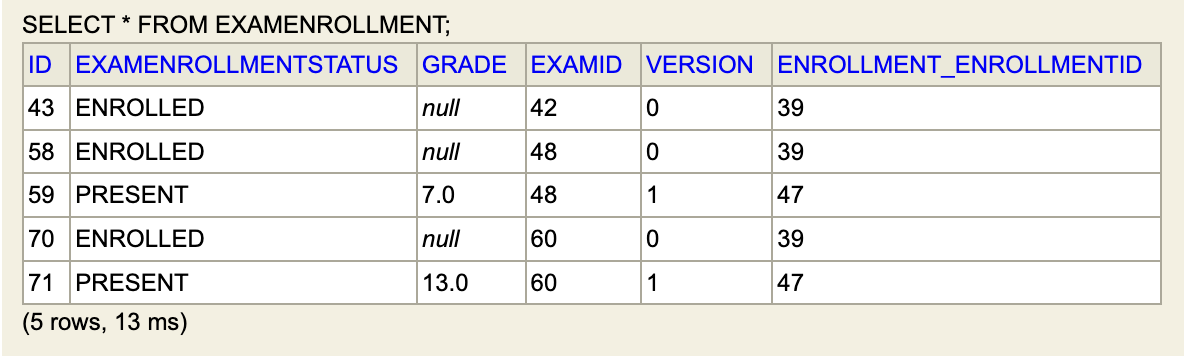 SELECT * FROM EXAMENROLLMENT;
ID EXAMENROLLMENTSTATUS GRADE EXAMID VERSION ENROLLMENT_ENROLLMENTID
43 ENROLLED null 42 0 39
58 ENROLLED null 48 0 39
59 PRESENT 7.0 48 1 47
70 ENROLLED null 60 0 39
71 PRESENT 13.0 60 1 47
(5 rows, 13 ms)